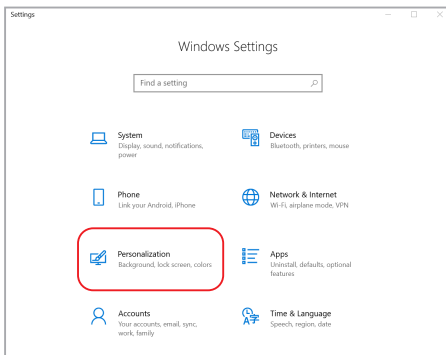 Settings
Windows Settings
Find a setting
System
Display, sound, notifications,
power
Devices
Bluetooth, printers, mouse
Phone
Link your Android, iPhone
Network & Internet
Wi-Fi, airplane mode, VPN
Personalization
Background, lock screen, colors
Apps
Uninstall, defaults, optional
features
Accounts
Your accounts, email, sync,
work, family
Time & Language
Speech, region, date